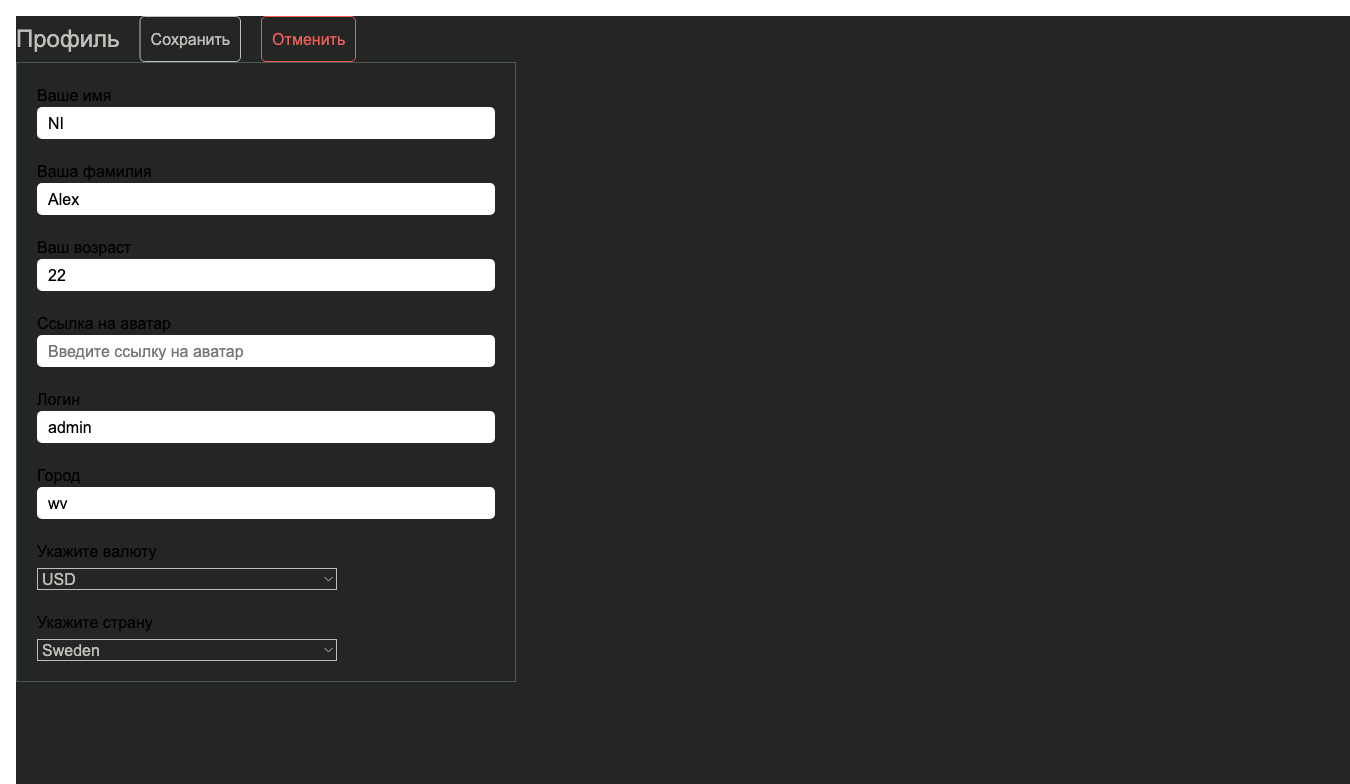 Профиль Сохранить Отменить
Ваше имя
NI
Ваша фамилия
Alex
Ваш возраст
22
Ссылка на аватар
Введите ссылку на аватар
Логин
admin
Город
wv
Укажите валюту
USD
Укажите страну
Sweden